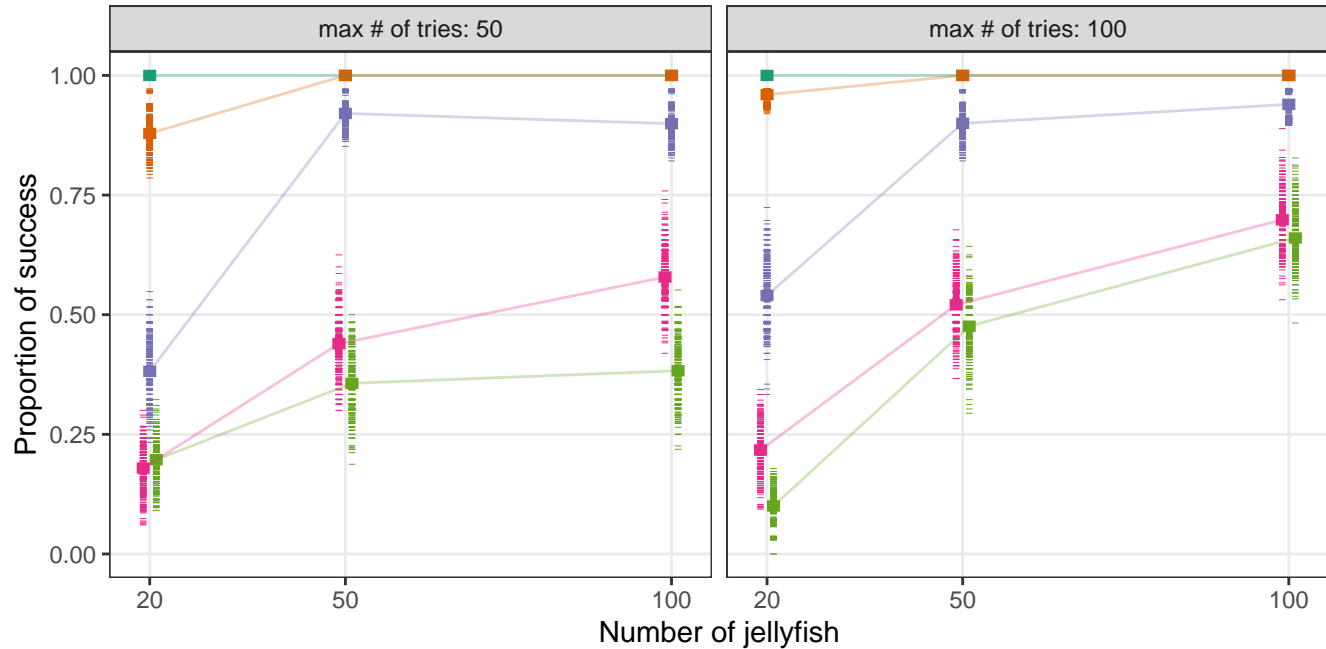 max # of tries: 50
max # of tries: 100
Proportion of success
1.00
0.75
0.50
0.25
0.00
20
50
100
20
50
100
Number of jellyfish